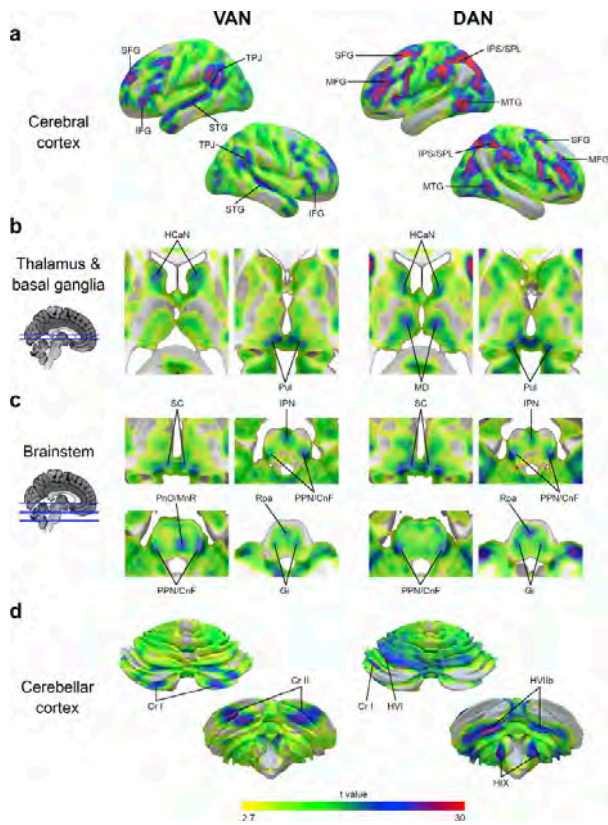 VAN DAN
a
SFG TPJ SFG IPS/SPL
MFG
IFG STG MTG
Cerebral
cortex
TPJ IPS/SPL SFG
MFG
MTG
STG IFG
b
HCaN HCaN
Thalamus &
basal ganglia
Pul MD Pul
c
SC IPN SC IPN
Brainstem
PPN/CnF PPN/CnF
PnO/MnR Rpa Rpa
PPN/CnF Gi PPN/CnF Gi
d
Cerebellar
cortex
Cr II HVIIb
Cr I Cr I HVI
HIX
t value
2.7 30